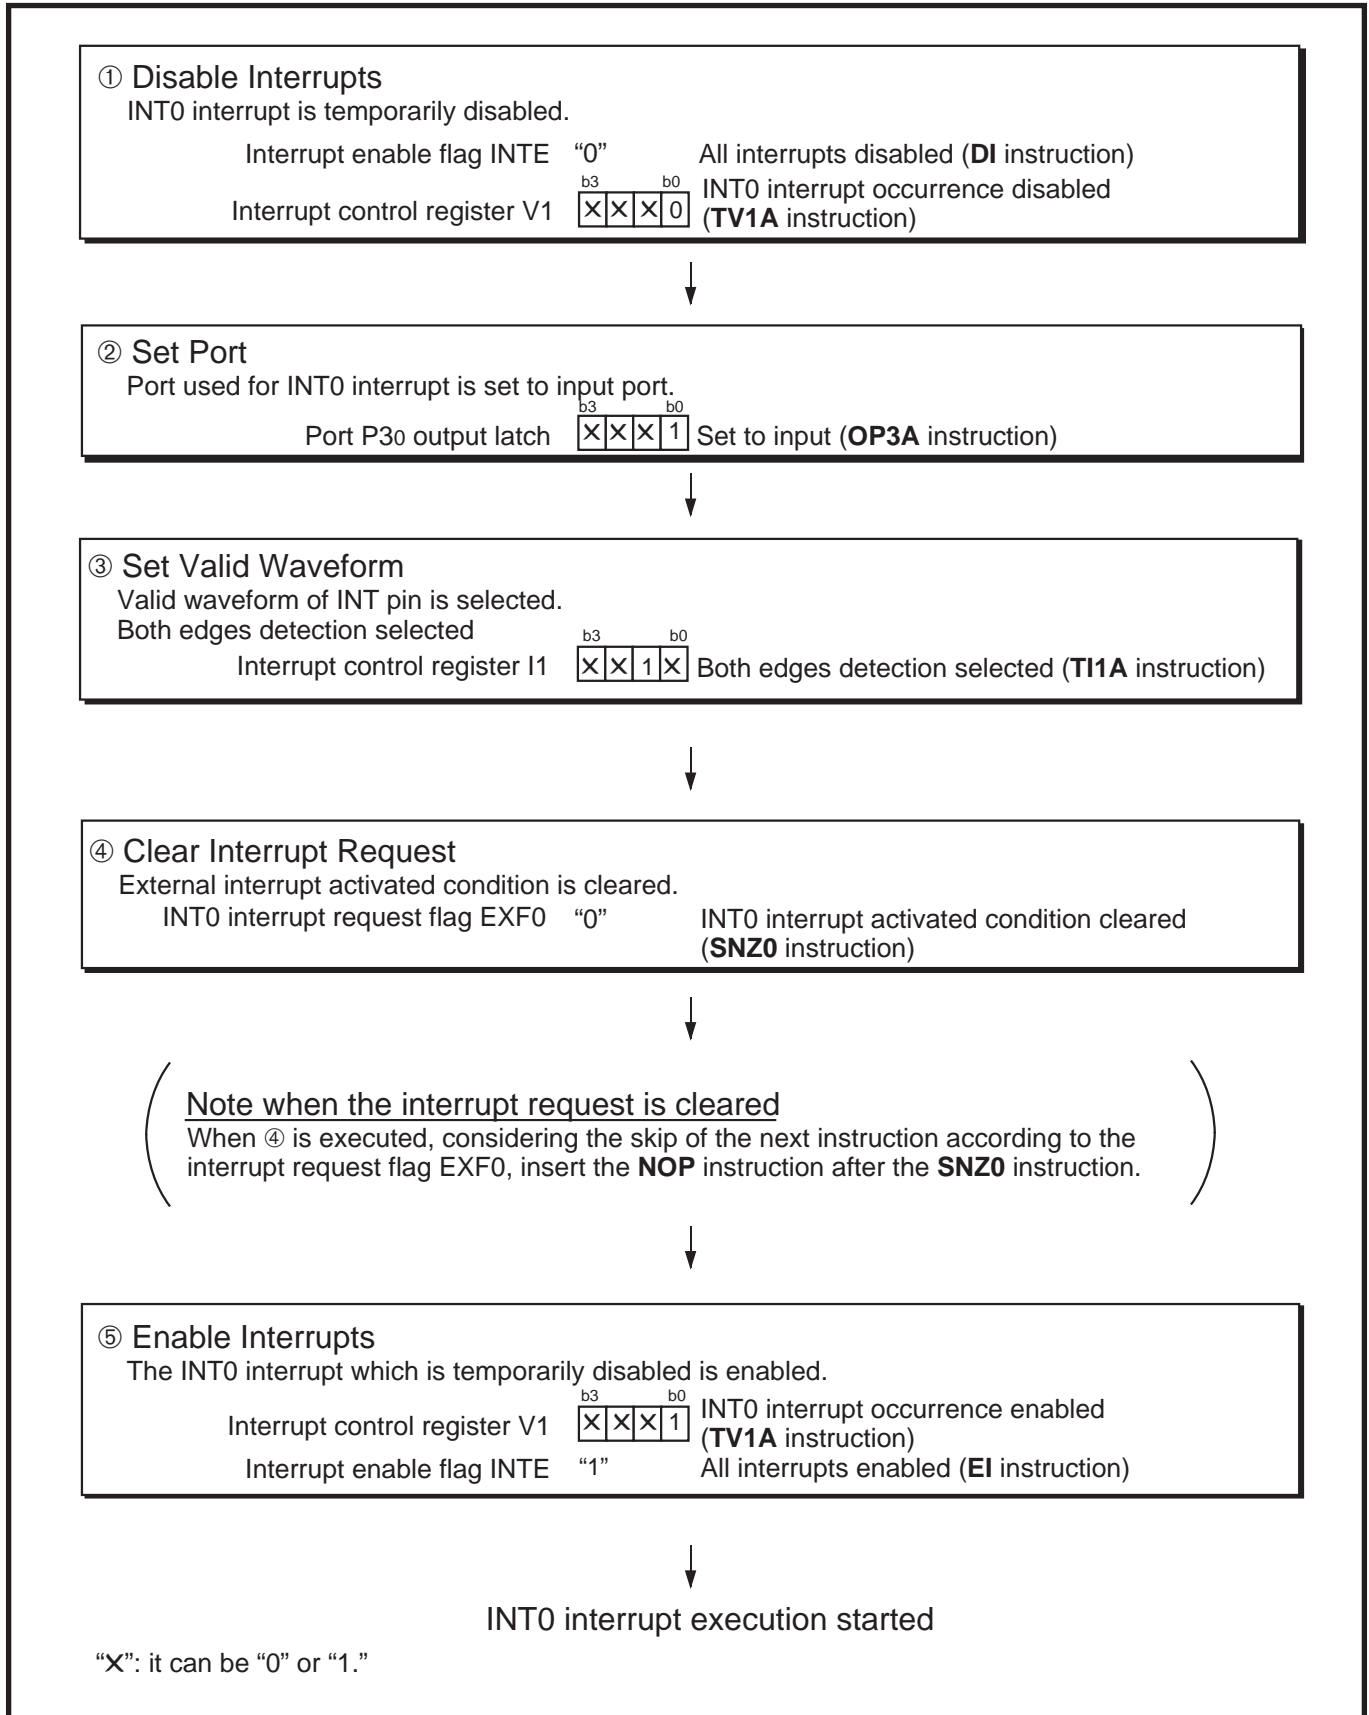 ① Disable Interrupts
INT0 interrupt is temporarily disabled.
Interrupt enable flag INTE “0” All interrupts disabled (DI instruction)
b3 b0 INT0 interrupt occurrence disabled
Interrupt control register V1 ✕ ✕ ✕ 0 (TV1A instruction)
② Set Port
Port used for INT0 interrupt is set to input port.
b3 b0
Port P30 output latch ✕ ✕ ✕ 1 Set to input (OP3A instruction)
③ Set Valid Waveform
Valid waveform of INT pin is selected.
Both edges detection selected
b3 b0
Interrupt control register I1 ✕ ✕ 1 ✕ Both edges detection selected (TI1A instruction)
④ Clear Interrupt Request
External interrupt activated condition is cleared.
INT0 interrupt request flag EXF0 “0” INT0 interrupt activated condition cleared
(SNZ0 instruction)
Note when the interrupt request is cleared
When ④ is executed, considering the skip of the next instruction according to the
interrupt request flag EXF0, insert the NOP instruction after the SNZ0 instruction.
⑤ Enable Interrupts
The INT0 interrupt which is temporarily disabled is enabled.
b3 b0 INT0 interrupt occurrence enabled
Interrupt control register V1 ✕ ✕ ✕ 1 (TV1A instruction)
Interrupt enable flag INTE “1” All interrupts enabled (EI instruction)
INT0 interrupt execution started
“✕”: it can be “0” or “1.”